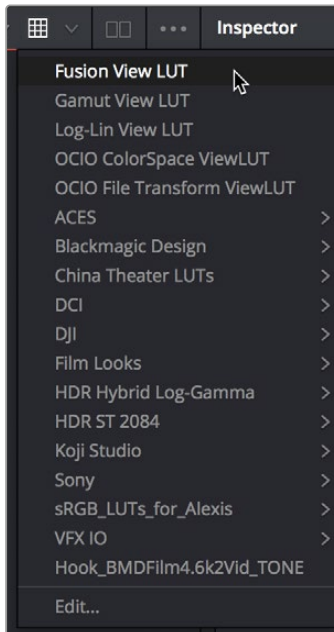 Inspector
Fusion View LUT
Gamut View LUT
Log-Lin View LUT
OCIO ColorSpace ViewLUT
OCIO File Transform ViewLUT
ACES
Blackmagic Design
China Theater LUTs
DCI
DJI
Film Looks
HDR Hybrid Log-Gamma
HDR ST 2084
Koji Studio
Sony
sRGB_LUTs_for_Alexis
VFX IO
Hook_BMDFilm4.6k2Vid_TONE
Edit...